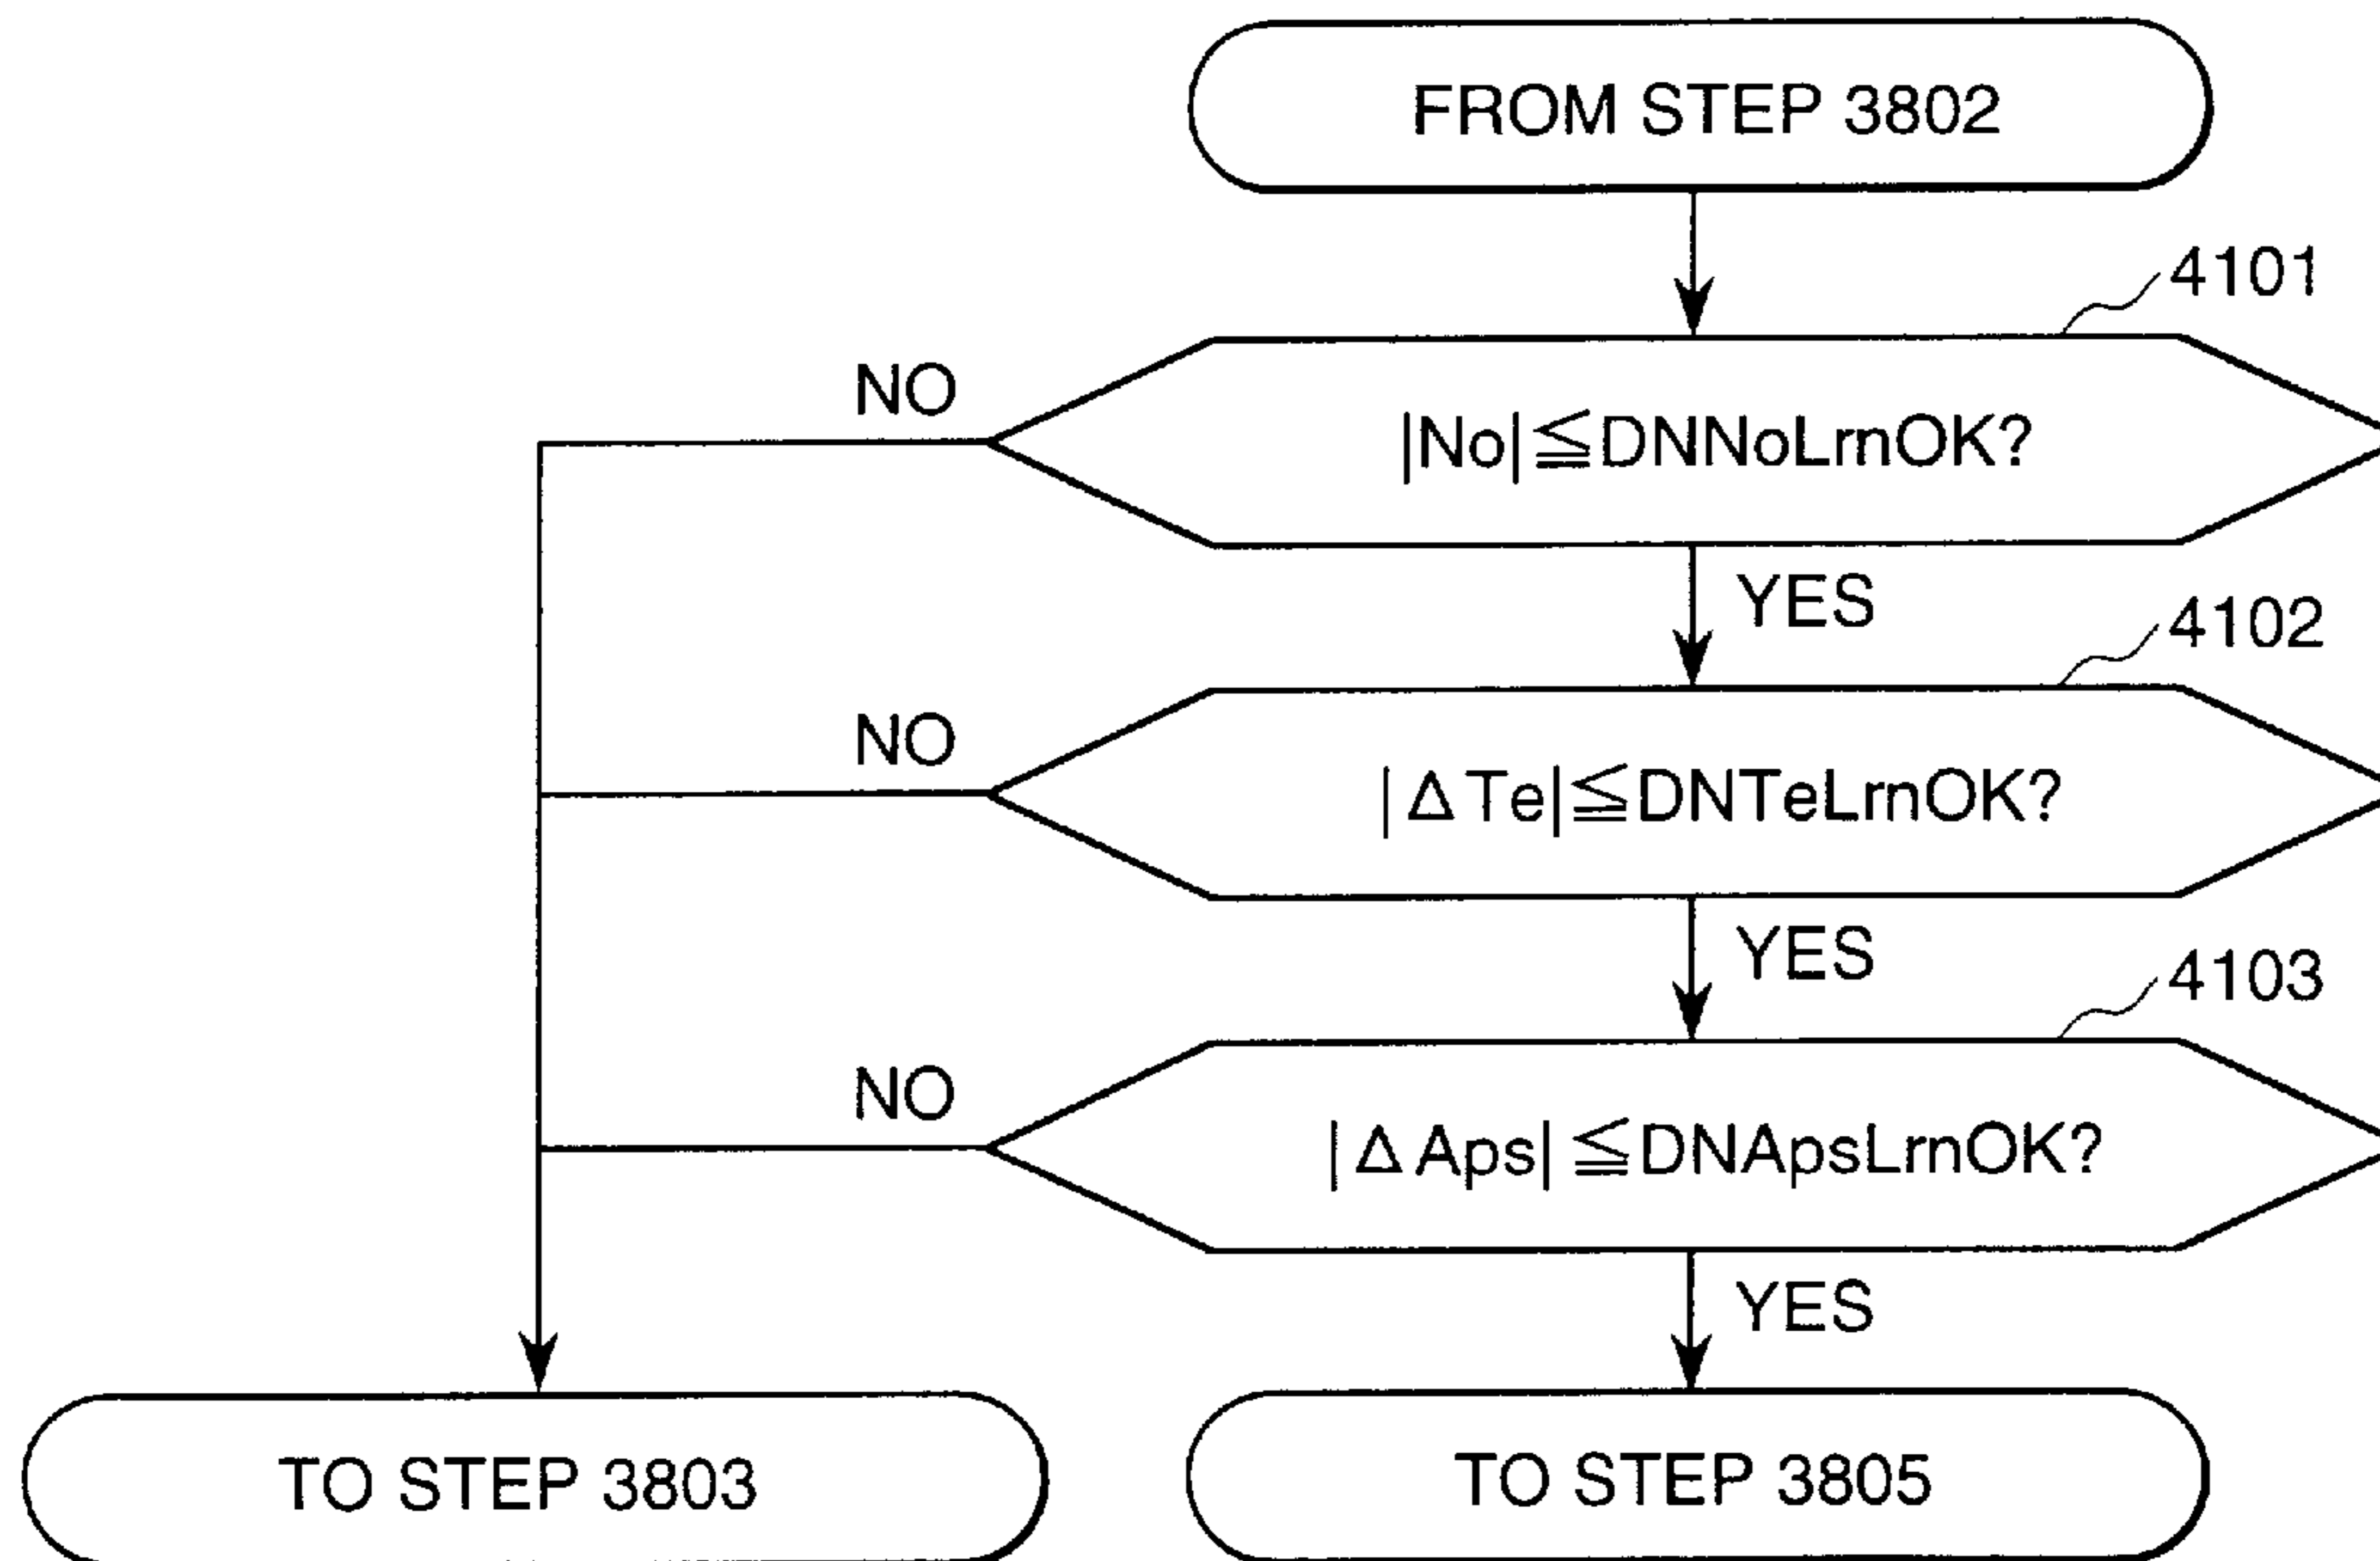 FROM STEP 3802
4101
NO
|No|≦DNNoLrnOK?
YES
4102
NO
|ΔTe|≦DNTeLrnOK?
YES
4103
NO
|ΔAps|≦DNApsLrnOK?
YES
TO STEP 3803
TO STEP 3805